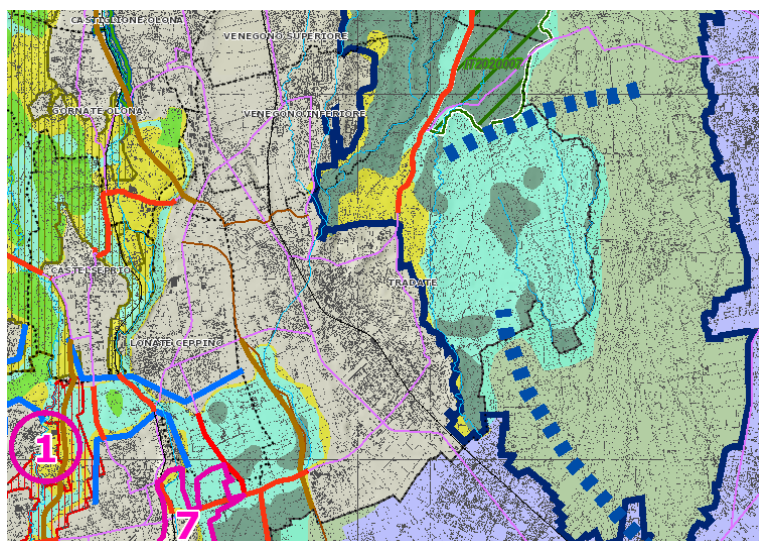 CASTIGLIONE OLONA
VENEGONO SUPERIORE
IT2020007
GORNATE OLONA
VENEGONO INFERIORE
CASTELSEPRIO
TRADATE
LONATE CEPPINO
1
7